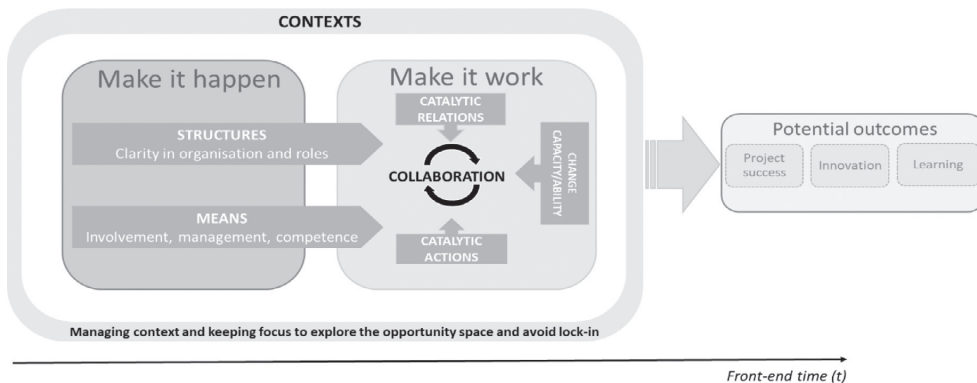 CONTEXTS
Make it happen
Make it work
CATALYTIC
RELATIONS
STRUCTURES
Clarity in organisation and roles
COLLABORATION
CHANGE
CAPACITY/ABILITY
MEANS
Involvement, management, competence
CATALYTIC
ACTIONS
Potential outcomes
Project
success
Innovation
Learning
Managing context and keeping focus to explore the opportunity space and avoid lock-in
Front-end time (t)